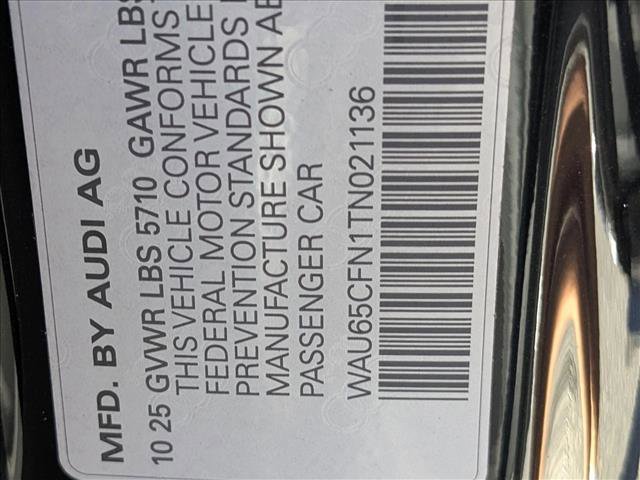 MFD. BY AUDI AG
10 25 GVWR LBS 5710 GAWR LBS
THIS VEHICLE CONFORMS
FEDERAL MOTOR VEHICLE
PREVENTION STANDARDS
MANUFACTURE SHOWN
PASSENGER CAR
WAU65CFN1TN021136